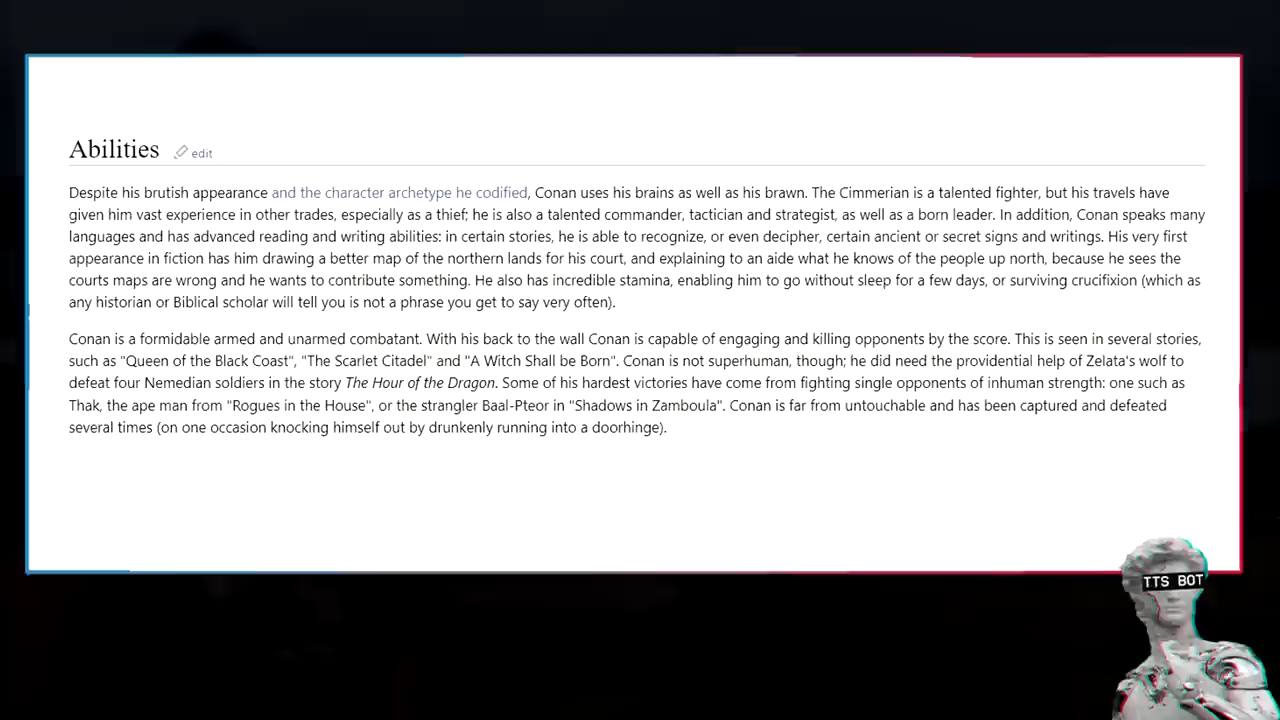 Abilities edit
Despite his brutish appearance and the character archetype he codified, Conan uses his brains as well as his brawn. The Cimmerian is a talented fighter, but his travels have
given him vast experience in other trades, especially as a thief; he is also a talented commander, tactician and strategist, as well as a born leader. In addition, Conan speaks many
languages and has advanced reading and writing abilities: in certain stories, he is able to recognize, or even decipher, certain ancient or secret signs and writings. His very first
appearance in fiction has him drawing a better map of the northern lands for his court, and explaining to an aide what he knows of the people up north, because he sees the
courts maps are wrong and he wants to contribute something. He also has incredible stamina, enabling him to go without sleep for a few days, or surviving crucifixion (which as
any historian or Biblical scholar will tell you is not a phrase you get to say very often).
Conan is a formidable armed and unarmed combatant. With his back to the wall Conan is capable of engaging and killing opponents by the score. This is seen in several stories,
such as "Queen of the Black Coast", "The Scarlet Citadel" and "A Witch Shall be Born". Conan is not superhuman, though; he did need the providential help of Zelata's wolf to
defeat four Nemedian soldiers in the story The Hour of the Dragon. Some of his hardest victories have come from fighting single opponents of inhuman strength: one such as
Thak, the ape man from "Rogues in the House", or the strangler Baal-Pteor in "Shadows in Zamboula". Conan is far from untouchable and has been captured and defeated
several times (on one occasion knocking himself out by drunkenly running into a doorhinge).
TTS BOT